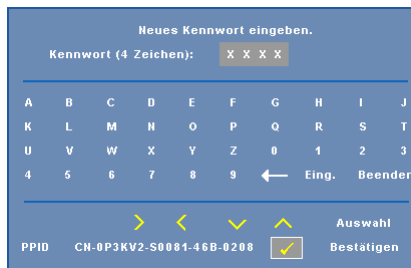 Neues Kennwort eingeben.
Kennwort (4 Zeichen): X X X X
A B C D E F G H I J
K L M N O P Q R S T
U V W X Y Z 0 1 2 3
4 5 6 7 8 9 Eing. Beenden
Auswahl
PPID CN-0P3KV2-S0081-46B-0208 Bestätigen